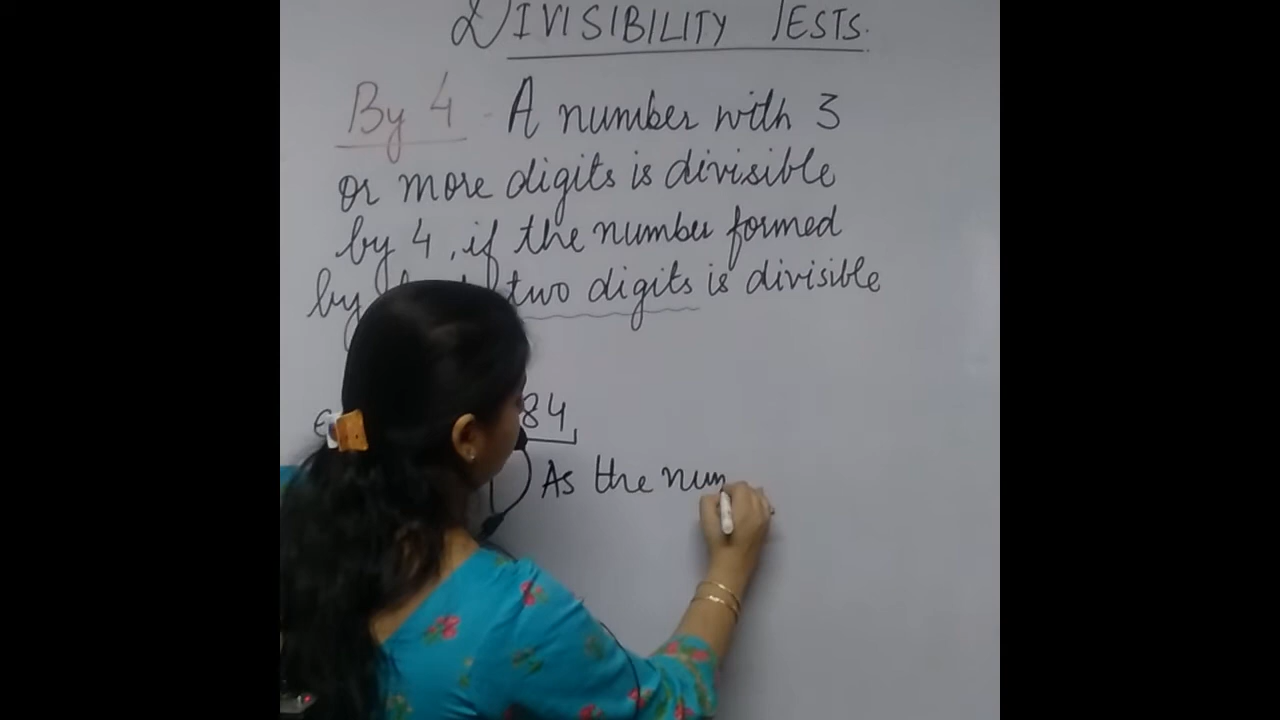 DIVISIBILITY TESTS.
By 4 - A number with 3
or more digits is divisible
by 4, if the number formed
by two digits is divisible
84
As the num